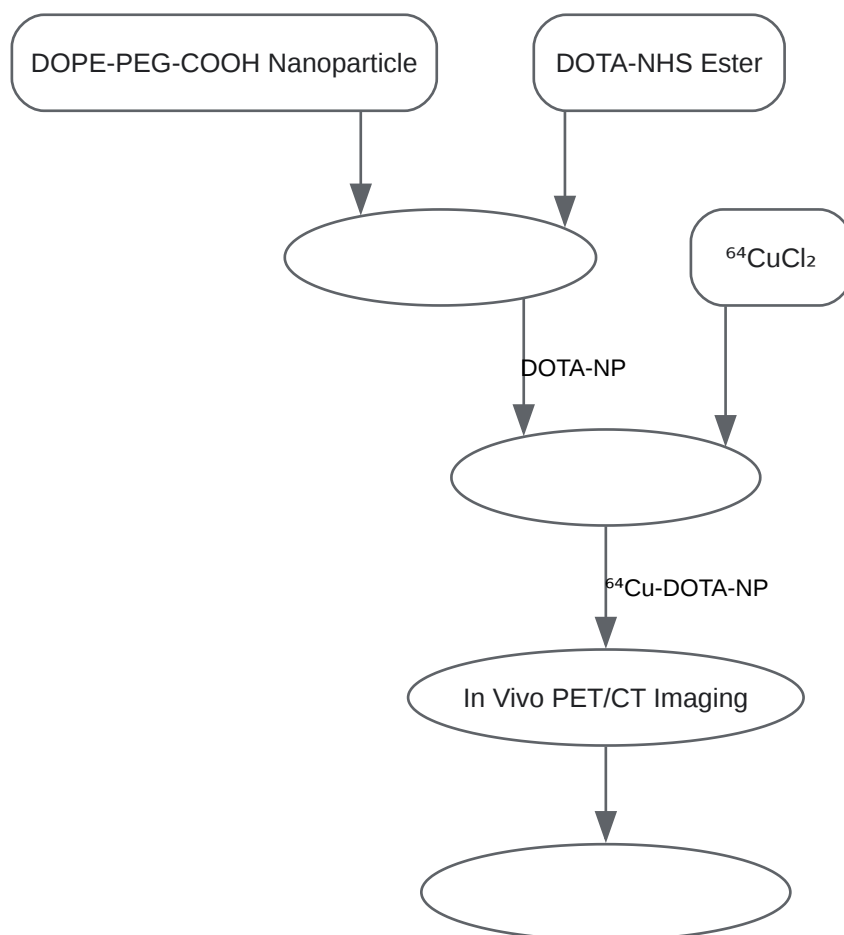 DOPE-PEG-COOH Nanoparticle
DOTA-NHS Ester
⁶⁴CuCl₂
DOTA-NP
⁶⁴Cu-DOTA-NP
In Vivo PET/CT Imaging